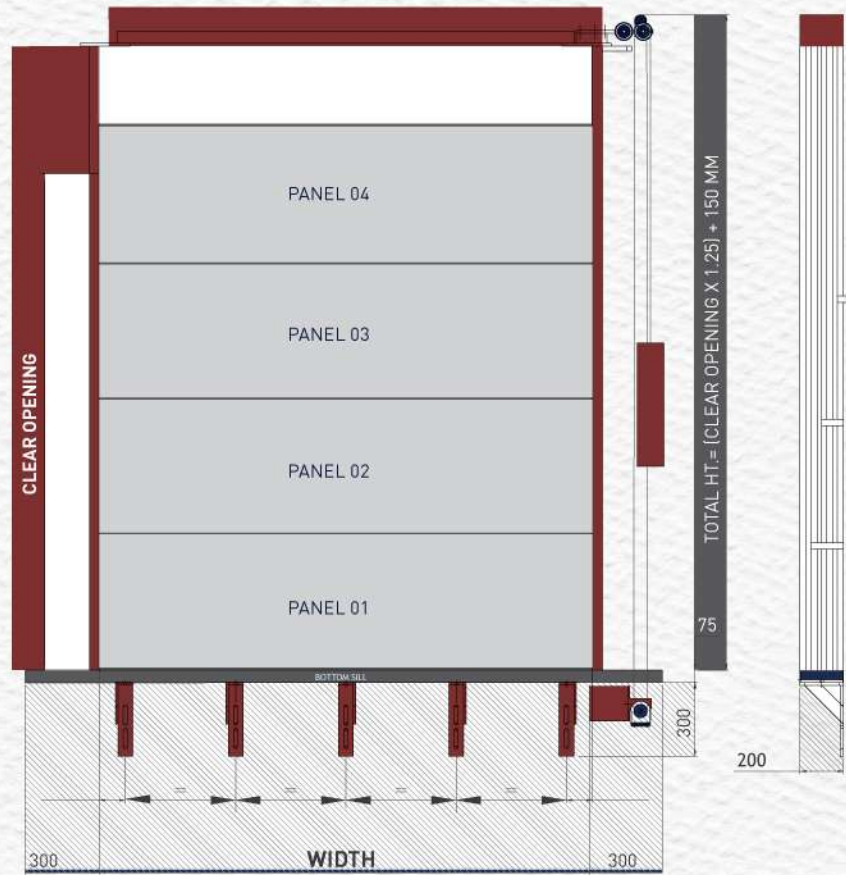 PANEL 04
PANEL 03
PANEL 02
PANEL 01
CLEAR OPENING
TOTAL HT.= (CLEAR OPENING X 1.25) + 150 MM
75
BOTTOM SILL
300
200
= = = =
300 WIDTH 300